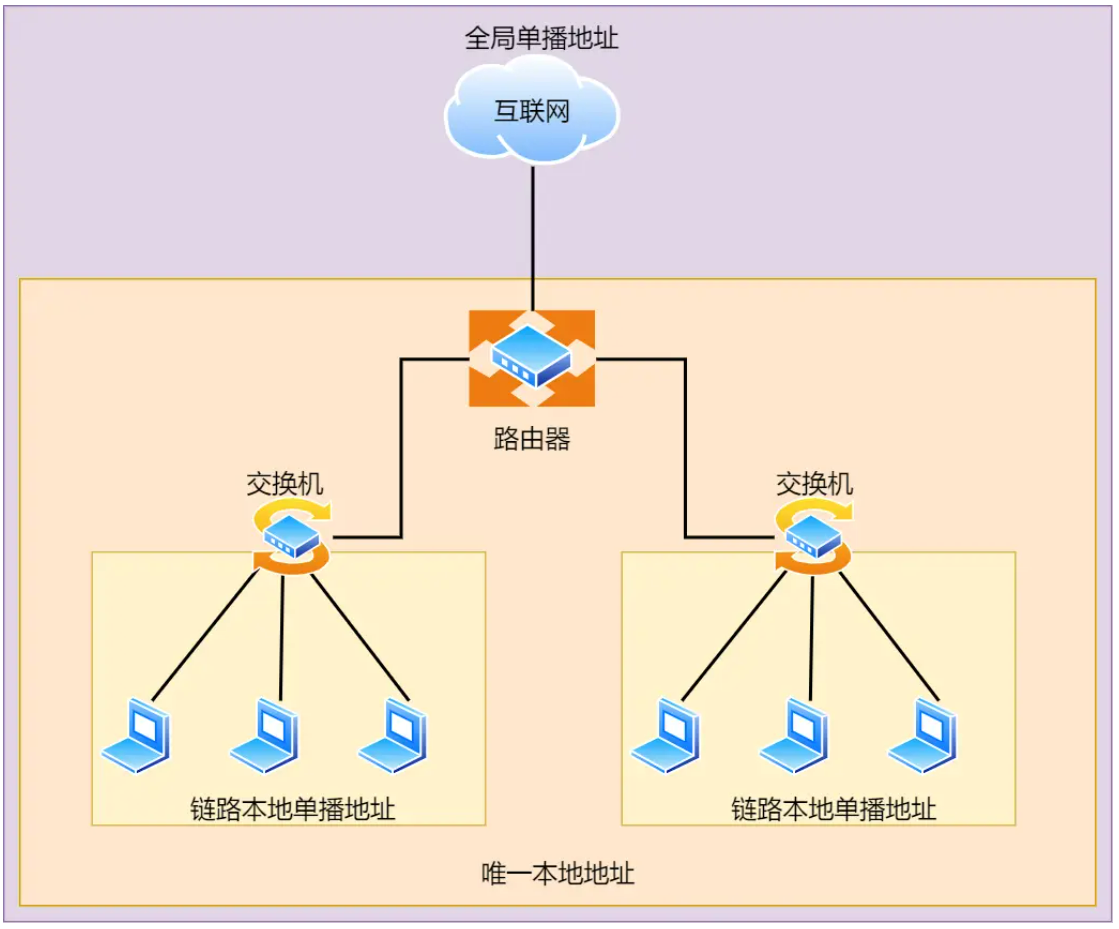 全局单播地址
互联网
路由器
交换机
交换机
链路本地单播地址
链路本地单播地址
唯一本地地址